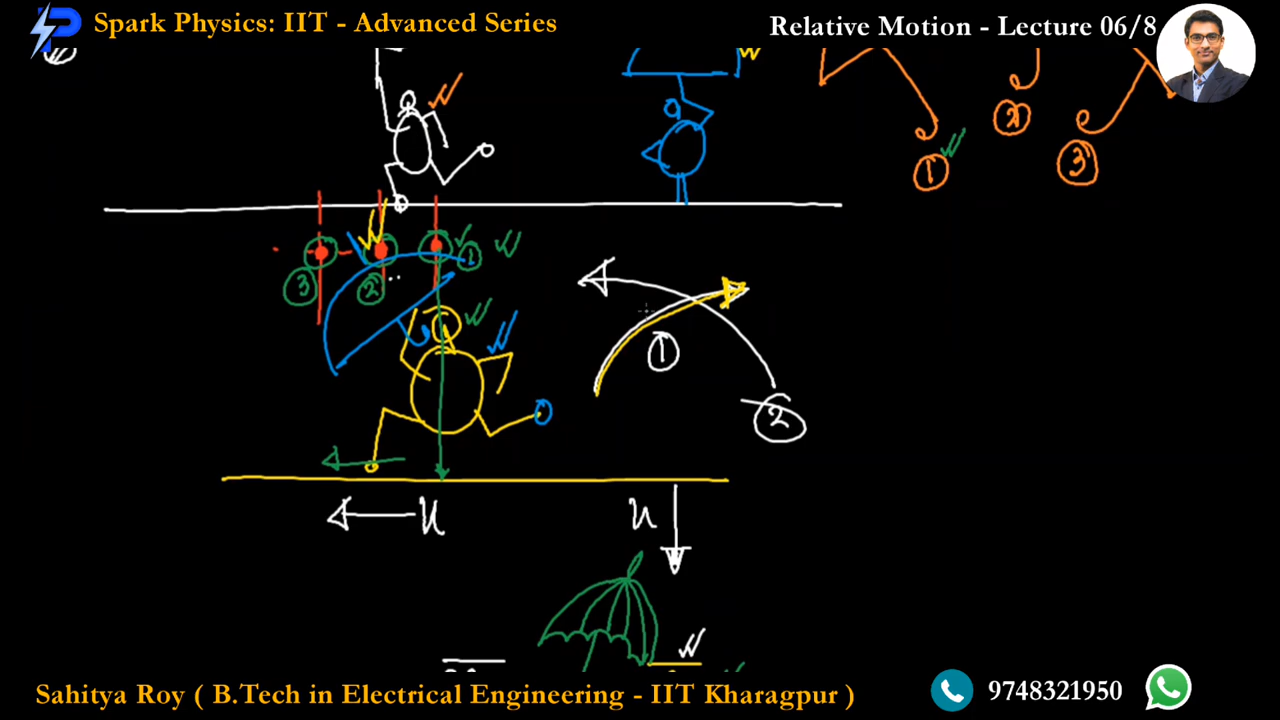 Spark Physics: IIT - Advanced Series
Relative Motion - Lecture 06/8
1
2
3
3
2
1
1
2
u
u
Sahitya Roy ( B.Tech in Electrical Engineering - IIT Kharagpur )
9748321950